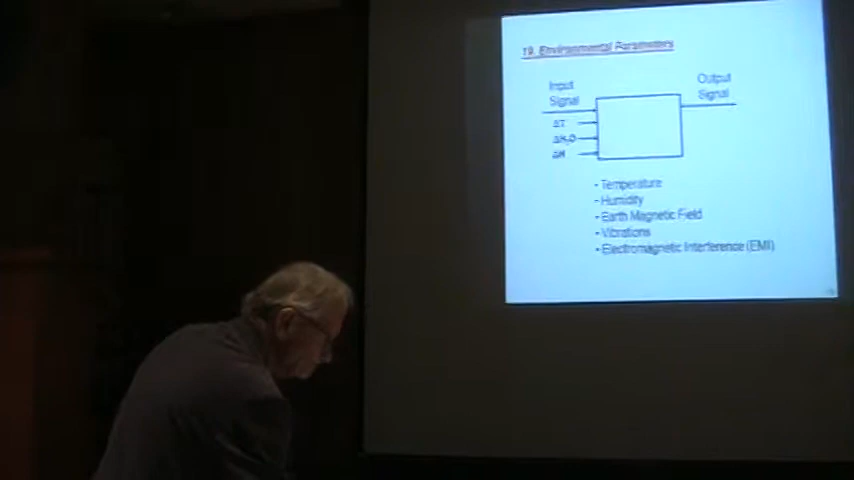 19. Environmental Parameters
Input
Signal
Output
Signal
ΔT
ΔH₂O
ΔH
- Temperature
- Humidity
• Earth Magnetic Field
• Vibrations
• Electromagnetic Interference (EMI)